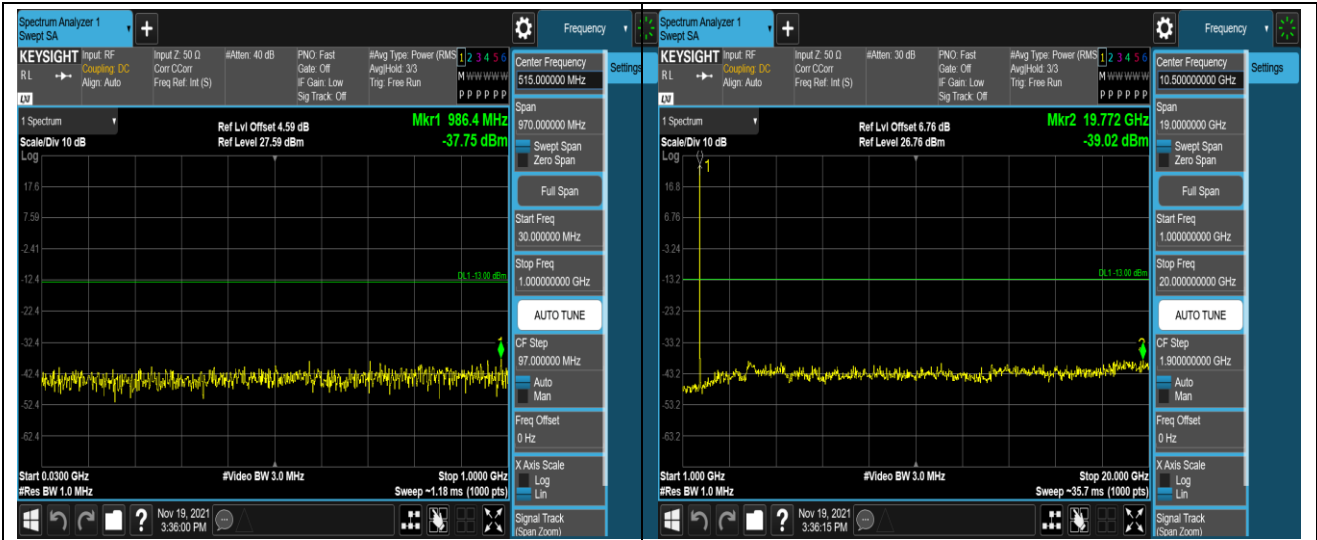 Spectrum Analyzer 1
Swept SA
+
Frequency
KEYSIGHT
Input: RF
Coupling: DC
Align: Auto
Input Z: 50 Ω
Corr CCorr
Freq Ref: Int (S)
#Atten: 40 dB
PNO: Fast
Gate: Off
IF Gain: Low
Sig Track: Off
#Avg Type: Power (RMS
Avg|Hold: 3/3
Trig: Free Run
1 2 3 4 5 6
M W W W W W
P P P P P P
RL
LXI
Center Frequency
515.000000 MHz
Settings
1 Spectrum
Scale/Div 10 dB
Log
Ref Lvl Offset 4.59 dB
Ref Level 27.59 dBm
Mkr1 986.4 MHz
-37.75 dBm
17.6
7.59
-2.41
-12.4
-22.4
-32.4
-42.4
-52.4
-62.4
DL1 -13.00 dBm
1
Start 0.0300 GHz
#Res BW 1.0 MHz
#Video BW 3.0 MHz
Stop 1.0000 GHz
Sweep ~1.18 ms (1000 pts)
Span
970.000000 MHz
Swept Span
Zero Span
Full Span
Start Freq
30.000000 MHz
Stop Freq
1.000000000 GHz
AUTO TUNE
CF Step
97.000000 MHz
Auto
Man
Freq Offset
0 Hz
X Axis Scale
Log
Lin
Signal Track
(Span Zoom)
?
Nov 19, 2021
3:36:00 PM
Spectrum Analyzer 1
Swept SA
+
Frequency
KEYSIGHT
Input: RF
Coupling: DC
Align: Auto
Input Z: 50 Ω
Corr CCorr
Freq Ref: Int (S)
#Atten: 30 dB
PNO: Fast
Gate: Off
IF Gain: Low
Sig Track: Off
#Avg Type: Power (RMS
Avg|Hold: 3/3
Trig: Free Run
1 2 3 4 5 6
M W W W W W
P P P P P P
RL
LXI
Center Frequency
10.500000000 GHz
Settings
1 Spectrum
Scale/Div 10 dB
Log
Ref Lvl Offset 6.76 dB
Ref Level 26.76 dBm
Mkr2 19.772 GHz
-39.02 dBm
1
16.8
6.76
-3.24
-13.2
-23.2
-33.2
-43.2
-53.2
-63.2
DL1 -13.00 dBm
2
Start 1.000 GHz
#Res BW 1.0 MHz
#Video BW 3.0 MHz
Stop 20.000 GHz
Sweep ~35.7 ms (1000 pts)
Span
19.0000000 GHz
Swept Span
Zero Span
Full Span
Start Freq
1.000000000 GHz
Stop Freq
20.000000000 GHz
AUTO TUNE
CF Step
1.900000000 GHz
Auto
Man
Freq Offset
0 Hz
X Axis Scale
Log
Lin
Signal Track
(Span Zoom)
?
Nov 19, 2021
3:36:15 PM